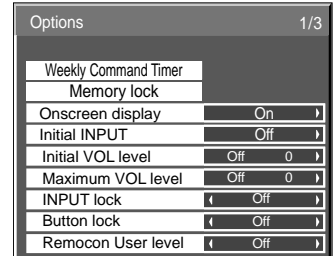 Options 1/3
Weekly Command Timer
Memory lock
Onscreen display On
Initial INPUT Off
Initial VOL level Off 0
Maximum VOL level Off 0
INPUT lock Off
Button lock Off
Remocon User level Off